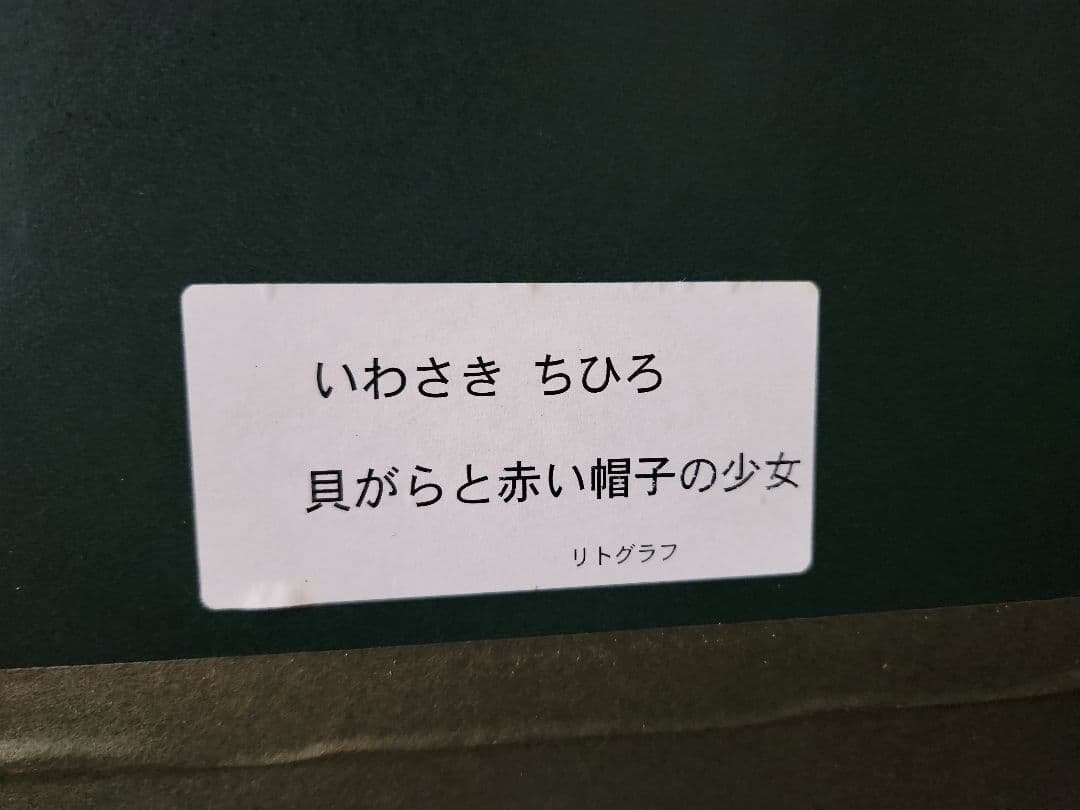 いわさき ちひろ
貝がらと赤い帽子の少女
リトグラフ